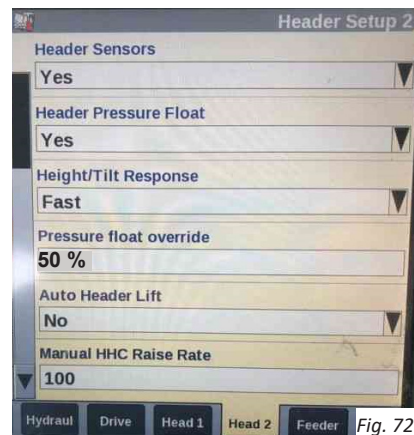 Header Setup 2
Header Sensors
Yes
Header Pressure Float
Yes
Height/Tilt Response
Fast
Pressure float override
50 %
Auto Header Lift
No
Manual HHC Raise Rate
100
Hydraul Drive Head 1 Head 2 Feeder
Fig. 72